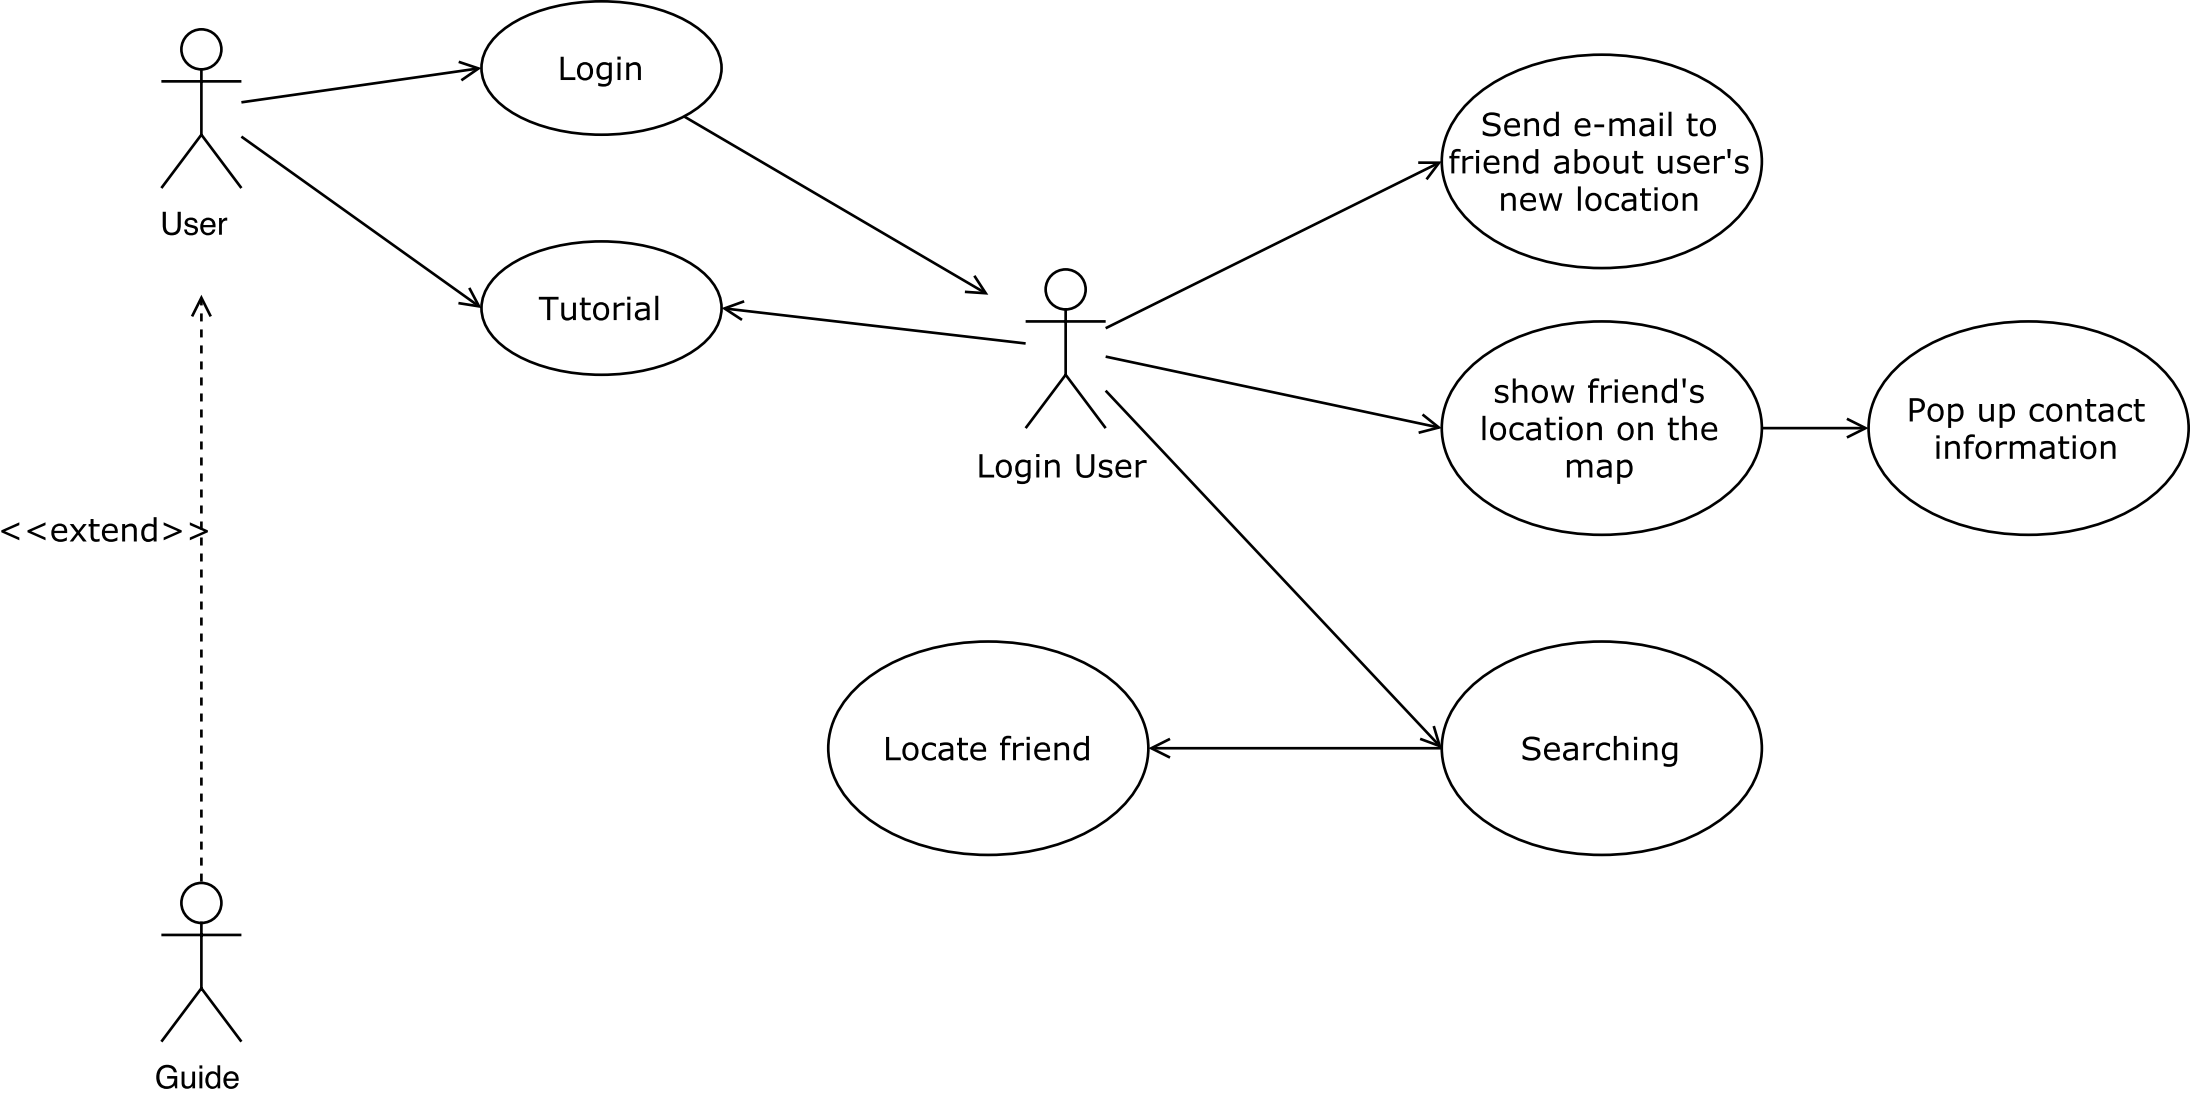 Login
User
Tutorial
Send e-mail to
friend about user's
new location
Login User
show friend's
location on the
map
Pop up contact
information
<<extend>>
Locate friend
Searching
Guide